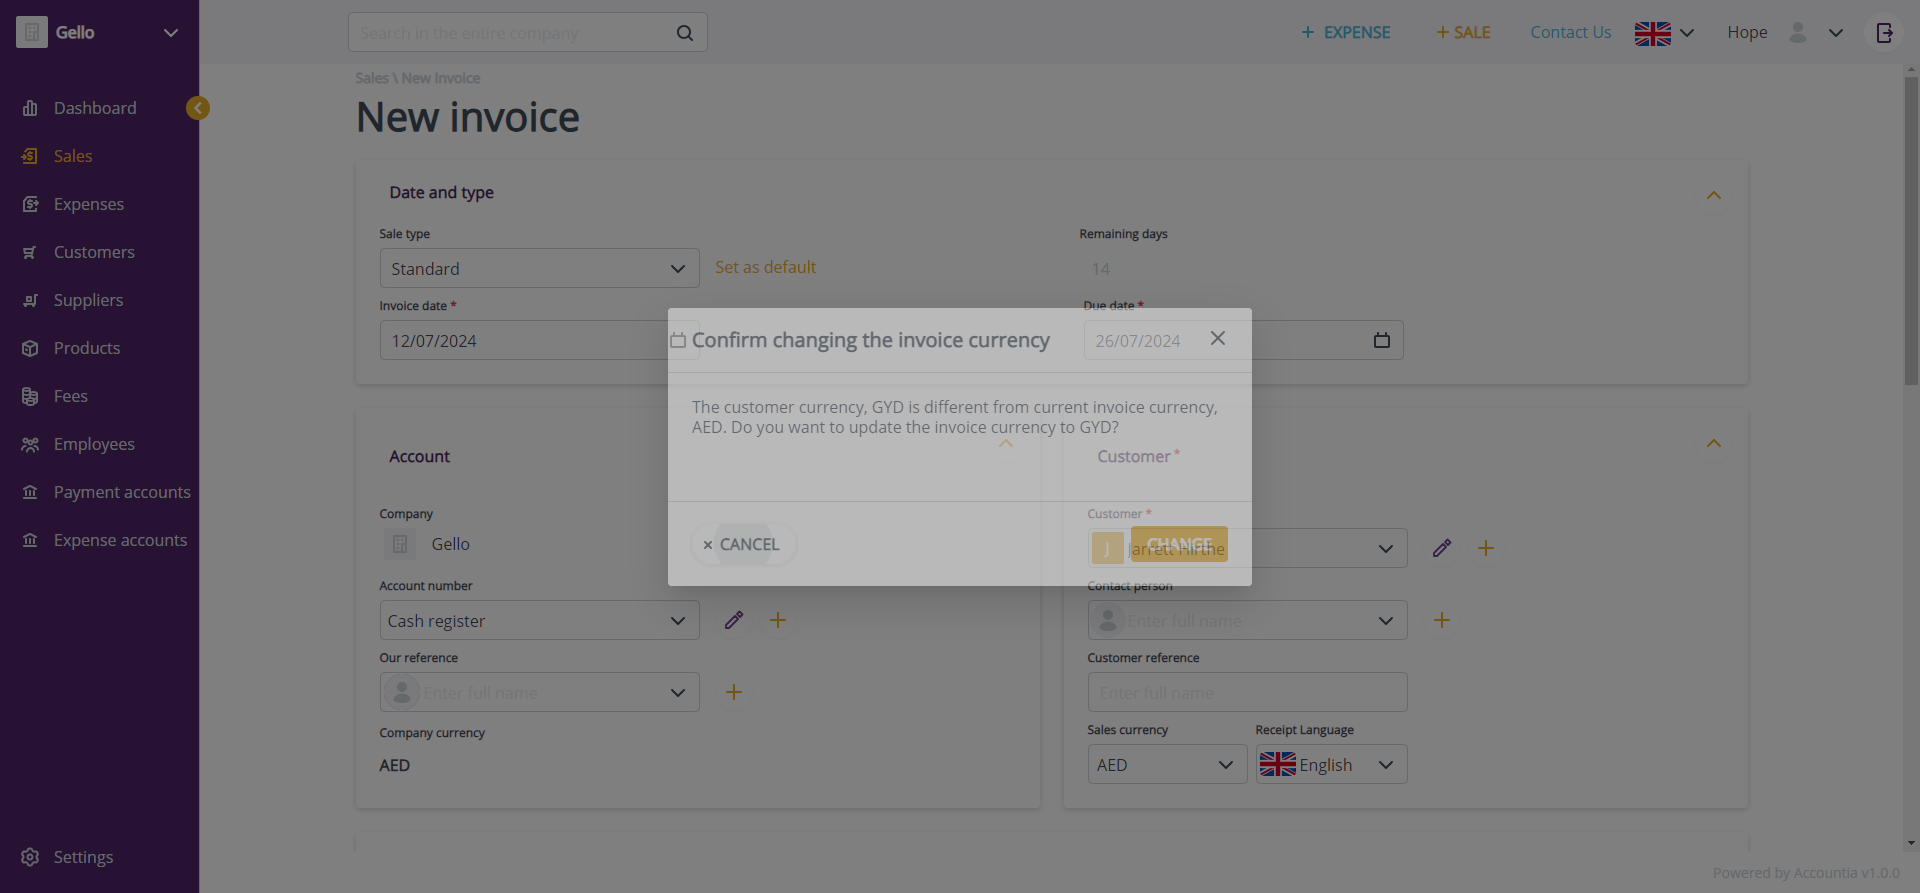 Gello
Search in the entire company
+ EXPENSE
+ SALE
Contact Us
Hope
Dashboard
Sales
Expenses
Customers
Suppliers
Products
Fees
Employees
Payment accounts
Expense accounts
Settings
Sales \ New Invoice
New invoice
Date and type
Sale type
Standard
Set as default
Remaining days
14
Invoice date *
12/07/2024
Due date *
26/07/2024
Confirm changing the invoice currency
The customer currency, GYD is different from current invoice currency,
AED. Do you want to update the invoice currency to GYD?
CANCEL
CHANGE
Account
Company
Gello
Account number
Cash register
Our reference
Enter full name
Company currency
AED
Customer *
Customer *
J
Jarrett Hirthe
Contact person
Enter full name
Customer reference
Enter full name
Sales currency
Receipt Language
AED
English
Powered by Accountia v1.0.0